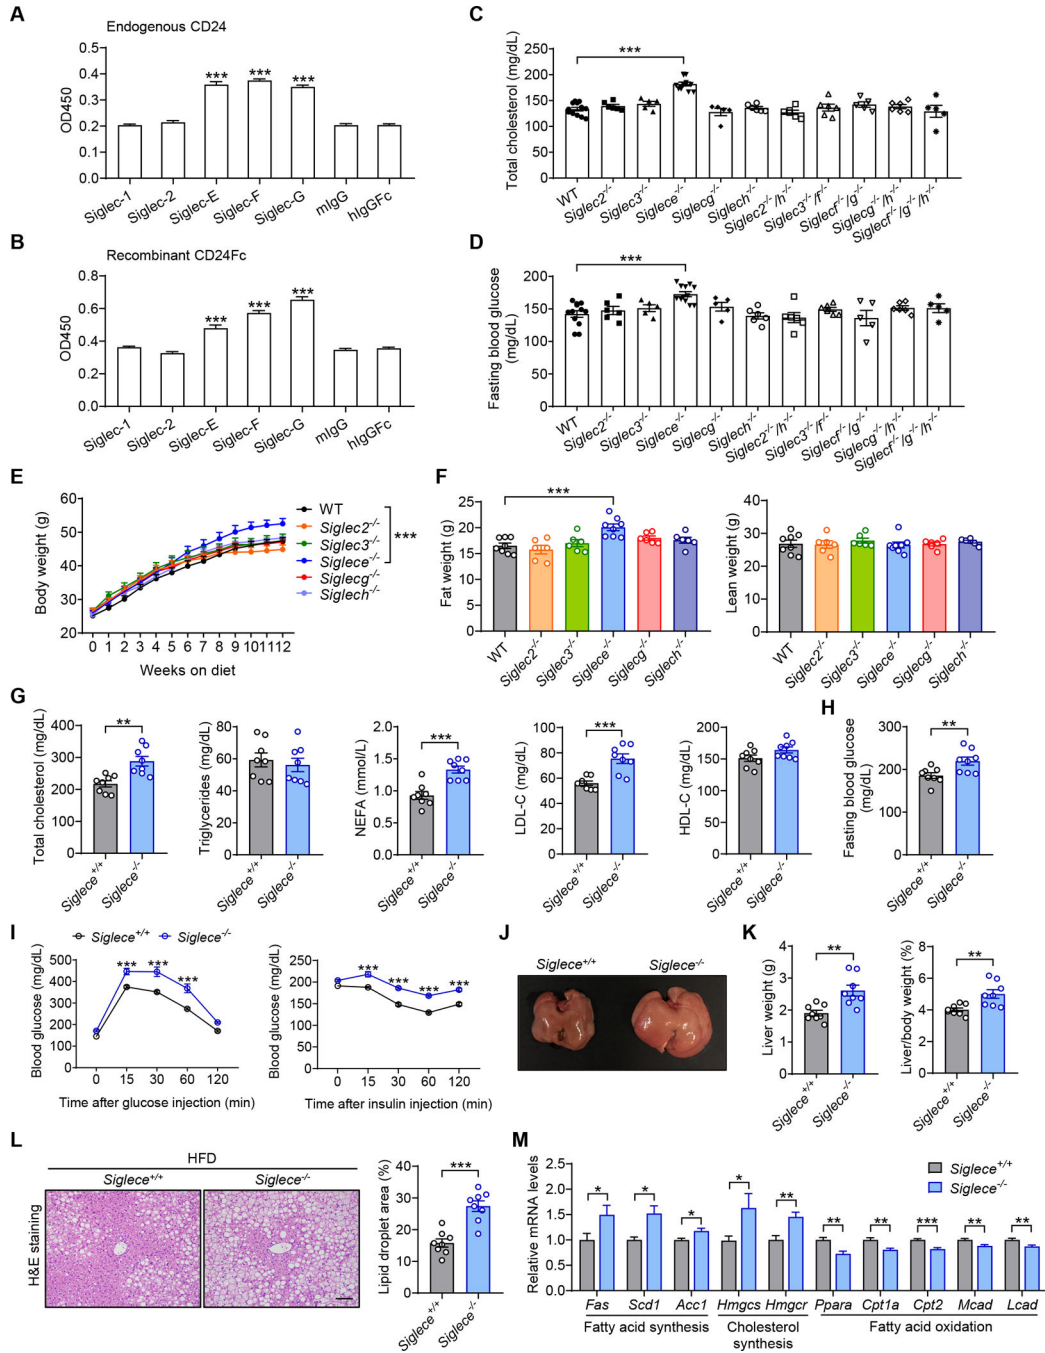 A
Endogenous CD24
OD450
0.5
0.4
0.3
0.2
0.1
0.0
*** *** ***
Siglec-1 Siglec-2 Siglec-E Siglec-F Siglec-G mIgG hIgGFc
B
Recombinant CD24Fc
OD450
0.8
0.6
0.4
0.2
0.0
*** *** ***
Siglec-1 Siglec-2 Siglec-E Siglec-F Siglec-G mIgG hIgGFc
C
Total cholesterol (mg/dL)
250
200
150
100
50
0
***
WT Siglec2-/- Siglec3-/- Siglece-/- Siglecg-/- Siglech-/- Siglec2-/-/h-/- Siglec3-/-/f-/- Siglecf-/-/g-/- Siglecg-/-/h-/- Siglecf-/-/g-/-/h-/-
D
Fasting blood glucose
(mg/dL)
200
150
100
50
0
***
WT Siglec2-/- Siglec3-/- Siglece-/- Siglecg-/- Siglech-/- Siglec2-/-/h-/- Siglec3-/-/f-/- Siglecf-/-/g-/- Siglecg-/-/h-/- Siglecf-/-/g-/-/h-/-
E
Body weight (g)
60
50
40
30
20
0 1 2 3 4 5 6 7 8 9 10 11 12
Weeks on diet
WT
Siglec2-/-
Siglec3-/-
Siglece-/-
Siglecg-/-
Siglech-/-
***
F
Fat weight (g)
25
20
15
10
5
0
***
WT Siglec2-/- Siglec3-/- Siglece-/- Siglecg-/- Siglech-/-
Lean weight (g)
40
30
20
10
0
WT Siglec2-/- Siglec3-/- Siglece-/- Siglecg-/- Siglech-/-
G
Total cholesterol (mg/dL)
400
300
200
100
0
**
Siglece+/+ Siglece-/-
Triglycerides (mg/dL)
80
60
40
20
0
Siglece+/+ Siglece-/-
NEFA (mmol/L)
2.0
1.5
1.0
0.5
0.0
***
Siglece+/+ Siglece-/-
LDL-C (mg/dL)
100
80
60
40
20
0
***
Siglece+/+ Siglece-/-
HDL-C (mg/dL)
200
150
100
50
0
Siglece+/+ Siglece-/-
H
Fasting blood glucose
(mg/dL)
300
200
100
0
**
Siglece+/+ Siglece-/-
I
Siglece+/+ Siglece-/-
Blood glucose (mg/dL)
500
400
300
200
100
0
*** *** ***
0 15 30 60 120
Time after glucose injection (min)
Blood glucose (mg/dL)
300
200
100
0
*** *** *** ***
0 15 30 60 120
Time after insulin injection (min)
J
Siglece+/+ Siglece-/-
K
Liver weight (g)
4
3
2
1
0
**
Siglece+/+ Siglece-/-
Liver/body weight (%)
8
6
4
2
0
**
Siglece+/+ Siglece-/-
L
HFD
Siglece+/+ Siglece-/-
H&E staining
Lipid droplet area (%)
40
30
20
10
0
***
Siglece+/+ Siglece-/-
M
Relative mRNA levels
2.5
2.0
1.5
1.0
0.5
0.0
Siglece+/+
Siglece-/-
* * * * ** ** ** *** ** **
Fas Scd1 Acc1 Hmgcs Hmgcr Ppara Cpt1a Cpt2 Mcad Lcad
Fatty acid synthesis Cholesterol synthesis Fatty acid oxidation